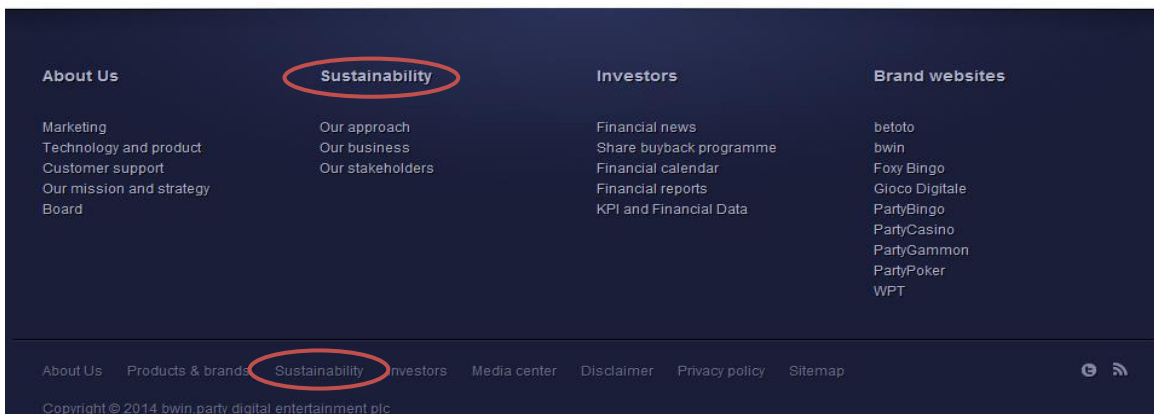 About Us
Marketing
Technology and product
Customer support
Our mission and strategy
Board
Sustainability
Our approach
Our business
Our stakeholders
Investors
Financial news
Share buyback programme
Financial calendar
Financial reports
KPI and Financial Data
Brand websites
betoto
bwin
Foxy Bingo
Gioco Digitale
PartyBingo
PartyCasino
PartyGammon
PartyPoker
WPT
About Us Products & brands Sustainability Investors Media center Disclaimer Privacy policy Sitemap
Copyright © 2014 bwin.party digital entertainment plc